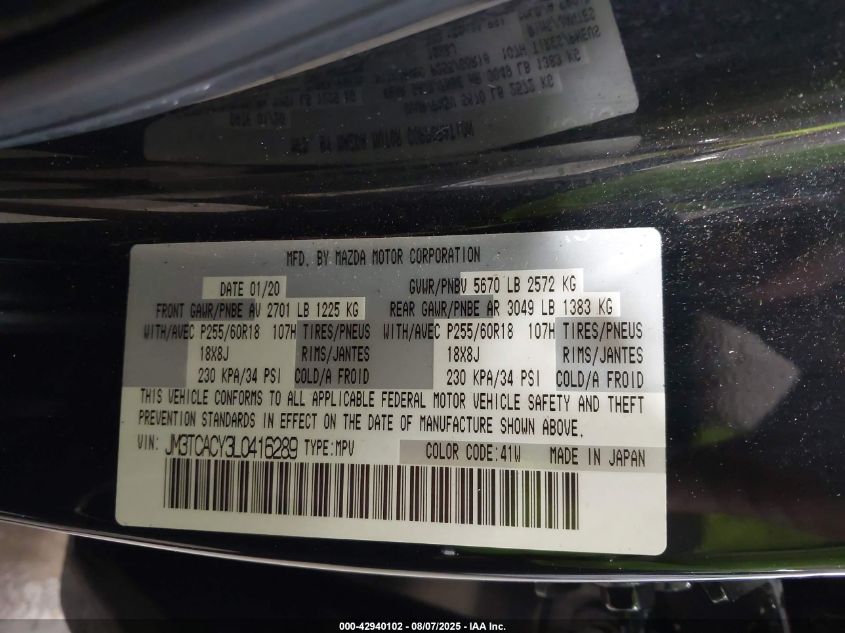 MFD. BY MAZDA MOTOR CORPORATION
DATE 01/20 GVWR/PNBV 5670 LB 2572 KG
FRONT GAWR/PNBE AV 2701 LB 1225 KG REAR GAWR/PNBE AR 3049 LB 1383 KG
WITH/AVEC P255/60R18 107H TIRES/PNEUS WITH/AVEC P255/60R18 107H TIRES/PNEUS
18X8J RIMS/JANTES 18X8J RIMS/JANTES
230 KPA/34 PSI COLD/A FROID 230 KPA/34 PSI COLD/A FROID
THIS VEHICLE CONFORMS TO ALL APPLICABLE FEDERAL MOTOR VEHICLE SAFETY AND THEFT
PREVENTION STANDARDS IN EFFECT ON THE DATE OF MANUFACTURE SHOWN ABOVE.
VIN: JM3TCACY3L0416289 TYPE:MPV COLOR CODE:41W MADE IN JAPAN
000-42940102 - 08/07/2025 - IAA Inc.